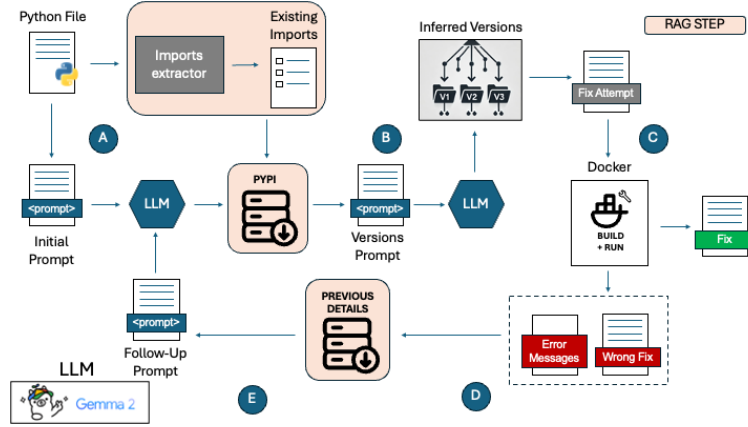 Python File
Existing
Imports
Imports
extractor
Inferred Versions
V1
V2
V3
RAG STEP
Fix Attempt
A
B
C
Docker
<prompt>
Initial
Prompt
LLM
PYPI
<prompt>
Versions
Prompt
LLM
BUILD
+ RUN
Fix
<prompt>
Follow-Up
Prompt
PREVIOUS
DETAILS
Error
Messages
Wrong Fix
E
D
LLM
Gemma 2